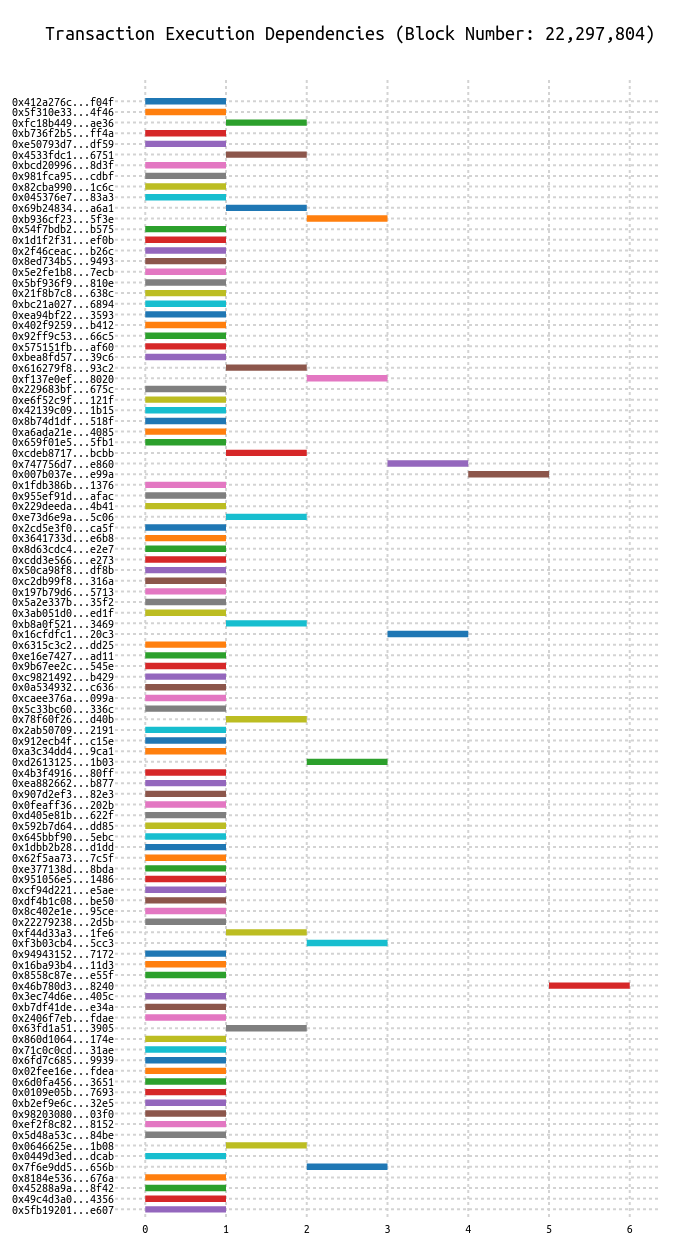 Transaction Execution Dependencies (Block Number: 22,297,804)
0x412a276c...f04f
0x5f310e33...4f46
0xfc18b449...ae36
0xb736f2b5...ff4a
0xe50793d7...df59
0x4533fdc1...6751
0xbcd20996...8d3f
0x981fca95...cdbf
0x82cba990...1c6c
0x045376e7...83a3
0x69b24834...a6a1
0xb936cf23...5f3e
0x54f7bdb2...b575
0x1d1f2f31...ef0b
0x2f46ceac...b26c
0x8ed734b5...9493
0x5e2fe1b8...7ecb
0x5bf936f9...810e
0x21f8b7c8...638c
0xbc21a027...6894
0xea94bf22...3593
0x402f9259...b412
0x92ff9c53...66c5
0x575151fb...af60
0xbea8fd57...39c6
0x616279f8...93c2
0xf137e0ef...8020
0x229683bf...675c
0xe6f52c9f...121f
0x42139c09...1b15
0x8b74d1df...518f
0xa6ada21e...4085
0x659f01e5...5fb1
0xcdeb8717...bcbb
0x747756d7...e860
0x007b037e...e99a
0x1fdb386b...1376
0x955ef91d...afac
0x229deeda...4b41
0xe73d6e9a...5c06
0x2cd5e3f0...ca5f
0x3641733d...e6b8
0x8d63cdc4...e2e7
0xcdd3e566...e273
0x50ca98f8...df8b
0xc2db99f8...316a
0x197b79d6...5713
0x5a2e337b...35f2
0x3ab051d0...ed1f
0xb8a0f521...3469
0x16cfdfc1...20c3
0x6315c3c2...dd25
0xe16e7427...ad11
0x9b67ee2c...545e
0xc9821492...b429
0x0a534932...c636
0xcaee376a...099a
0x5c33bc60...336c
0x78f60f26...d40b
0x2ab50709...2191
0x912ecb4f...c15e
0xa3c34dd4...9ca1
0xd2613125...1b03
0x4b3f4916...80ff
0xea882662...b877
0x907d2ef3...82e3
0x0feaff36...202b
0xd405e81b...622f
0x592b7d64...dd85
0x645bbf90...5ebc
0x1dbb2b28...d1dd
0x62f5aa73...7c5f
0xe377138d...8bda
0x951056e5...1486
0xcf94d221...e5ae
0xdf4b1c08...be50
0x8c402e1e...95ce
0x22279238...2d5b
0xf44d33a3...1fe6
0xf3b03cb4...5cc3
0x94943152...7172
0x16ba93b4...11d3
0x8558c87e...e55f
0x46b780d3...8240
0x3ec74d6e...405c
0xb7df41de...e34a
0x2406f7eb...fdae
0x63fd1a51...3905
0x860d1064...174e
0x71c0c0cd...31ae
0x6fd7c685...9939
0x02fee16e...fdea
0x6d0fa456...3651
0x0109e05b...7693
0xb2ef9e6c...32e5
0x98203080...03f0
0xef2f8c82...8152
0x5d48a53c...84be
0x0646625e...1b08
0x0449d3ed...dcab
0x7f6e9dd5...656b
0x8184e536...676a
0x45288a9a...8f42
0x49c4d3a0...4356
0x5fb19201...e607
0 1 2 3 4 5 6